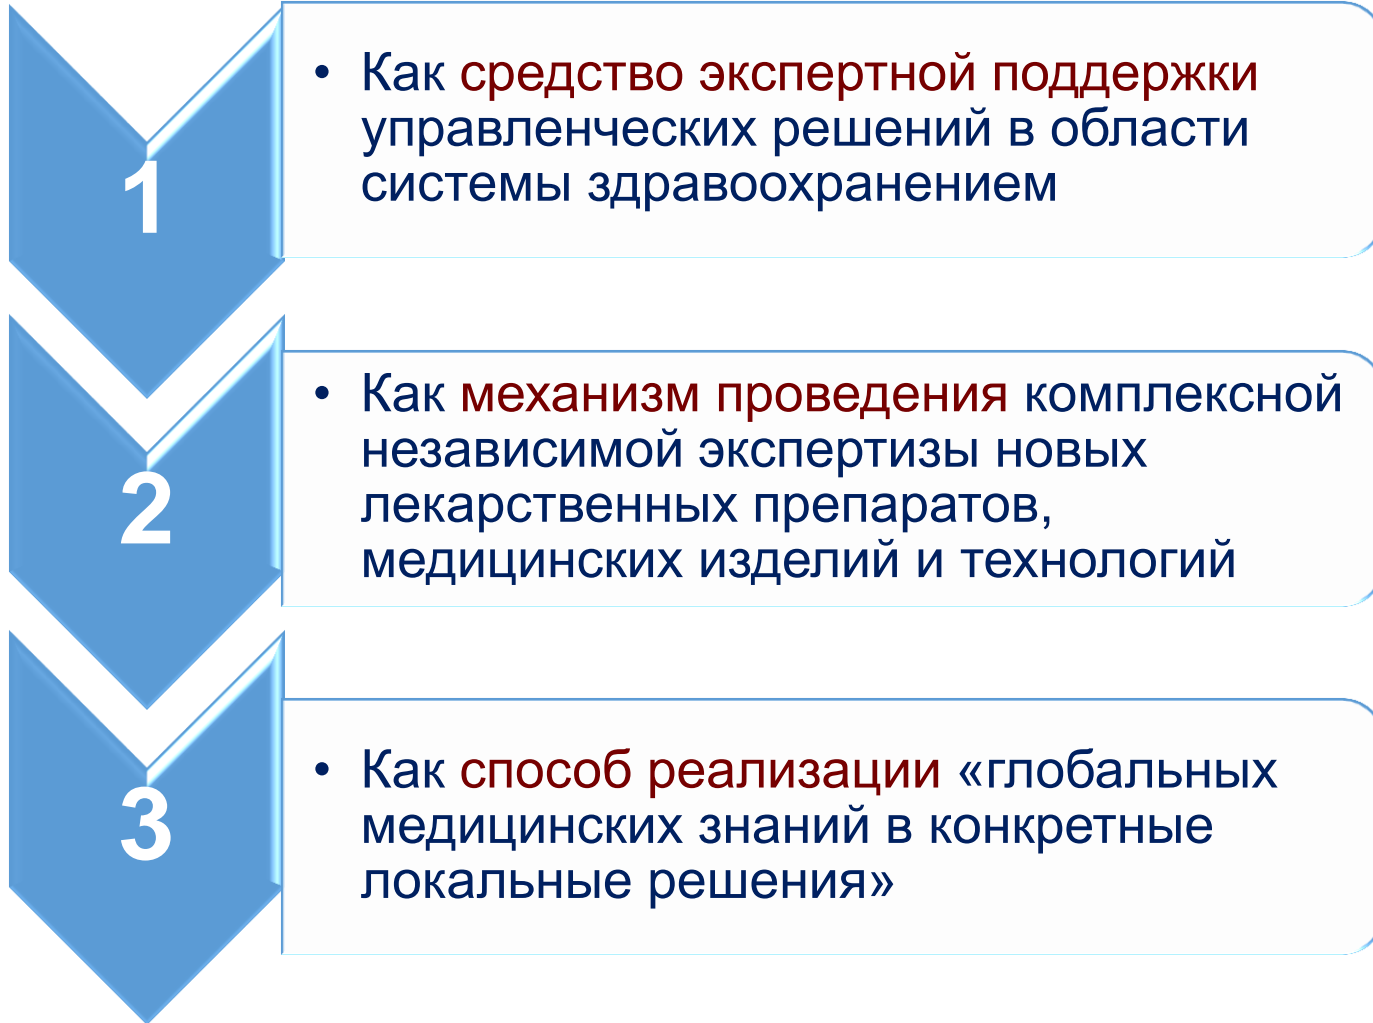 1
• Как средство экспертной поддержки
управленческих решений в области
системы здравоохранением
2
• Как механизм проведения комплексной
независимой экспертизы новых
лекарственных препаратов,
медицинских изделий и технологий
3
• Как способ реализации «глобальных
медицинских знаний в конкретные
локальные решения»